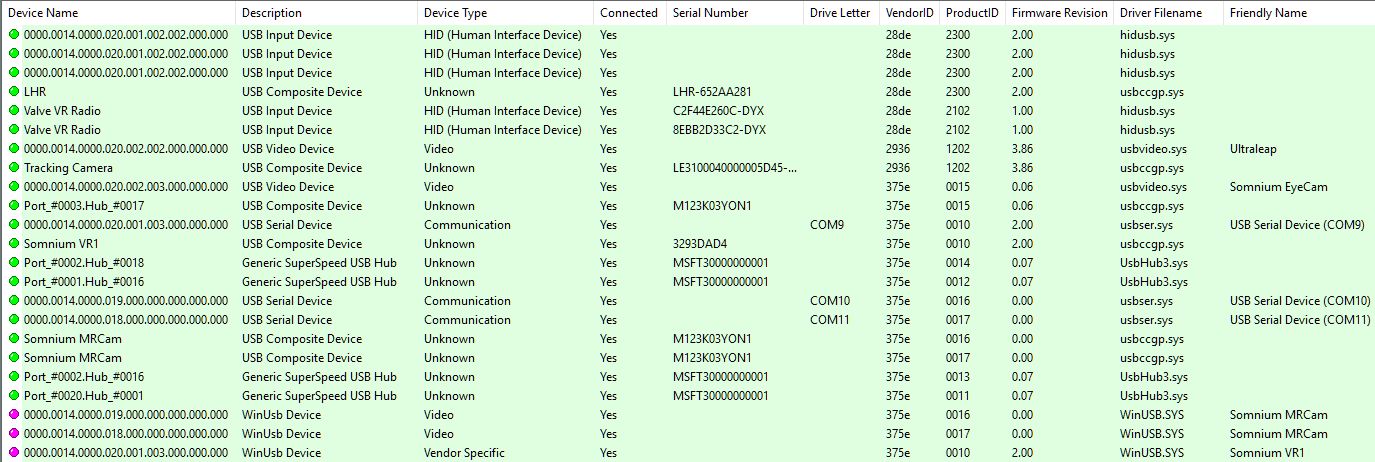 Device Name Description Device Type Connected Serial Number Drive Letter VendorID ProductID Firmware Revision Driver Filename Friendly Name
0000.0014.0000.020.001.002.002.000.000 USB Input Device HID (Human Interface Device) Yes 28de 2300 2.00 hidusb.sys
0000.0014.0000.020.001.002.002.000.000 USB Input Device HID (Human Interface Device) Yes 28de 2300 2.00 hidusb.sys
0000.0014.0000.020.001.002.002.000.000 USB Input Device HID (Human Interface Device) Yes 28de 2300 2.00 hidusb.sys
LHR USB Composite Device Unknown Yes LHR-652AA281 28de 2300 2.00 usbccgp.sys
Valve VR Radio USB Input Device HID (Human Interface Device) Yes C2F44E260C-DYX 28de 2102 1.00 hidusb.sys
Valve VR Radio USB Input Device HID (Human Interface Device) Yes 8EBB2D33C2-DYX 28de 2102 1.00 hidusb.sys
0000.0014.0000.020.002.002.000.000.000 USB Video Device Video Yes 2936 1202 3.86 usbvideo.sys Ultraleap
Tracking Camera USB Composite Device Unknown Yes LE3100040000005D45-... 2936 1202 3.86 usbccgp.sys
0000.0014.0000.020.002.003.000.000.000 USB Video Device Video Yes 375e 0015 0.06 usbvideo.sys Somnium EyeCam
Port_#0003.Hub_#0017 USB Composite Device Unknown Yes M123K03YON1 375e 0015 0.06 usbccgp.sys
0000.0014.0000.020.001.003.000.000.000 USB Serial Device Communication Yes COM9 375e 0010 2.00 usbser.sys USB Serial Device (COM9)
Somnium VR1 USB Composite Device Unknown Yes 3293DAD4 375e 0010 2.00 usbccgp.sys
Port_#0002.Hub_#0018 Generic SuperSpeed USB Hub Unknown Yes MSFT30000000001 375e 0014 0.07 UsbHub3.sys
Port_#0001.Hub_#0016 Generic SuperSpeed USB Hub Unknown Yes MSFT30000000001 375e 0012 0.07 UsbHub3.sys
0000.0014.0000.019.000.000.000.000.000 USB Serial Device Communication Yes COM10 375e 0016 0.00 usbser.sys USB Serial Device (COM10)
0000.0014.0000.018.000.000.000.000.000 USB Serial Device Communication Yes COM11 375e 0017 0.00 usbser.sys USB Serial Device (COM11)
Somnium MRCam USB Composite Device Unknown Yes M123K03YON1 375e 0016 0.00 usbccgp.sys
Somnium MRCam USB Composite Device Unknown Yes M123K03YON1 375e 0017 0.00 usbccgp.sys
Port_#0002.Hub_#0016 Generic SuperSpeed USB Hub Unknown Yes MSFT30000000001 375e 0013 0.07 UsbHub3.sys
Port_#0020.Hub_#0001 Generic SuperSpeed USB Hub Unknown Yes MSFT30000000001 375e 0011 0.07 UsbHub3.sys
0000.0014.0000.019.000.000.000.000.000 WinUsb Device Video Yes 375e 0016 0.00 WinUSB.SYS Somnium MRCam
0000.0014.0000.018.000.000.000.000.000 WinUsb Device Video Yes 375e 0017 0.00 WinUSB.SYS Somnium MRCam
0000.0014.0000.020.001.003.000.000.000 WinUsb Device Vendor Specific Yes 375e 0010 2.00 WinUSB.SYS Somnium VR1